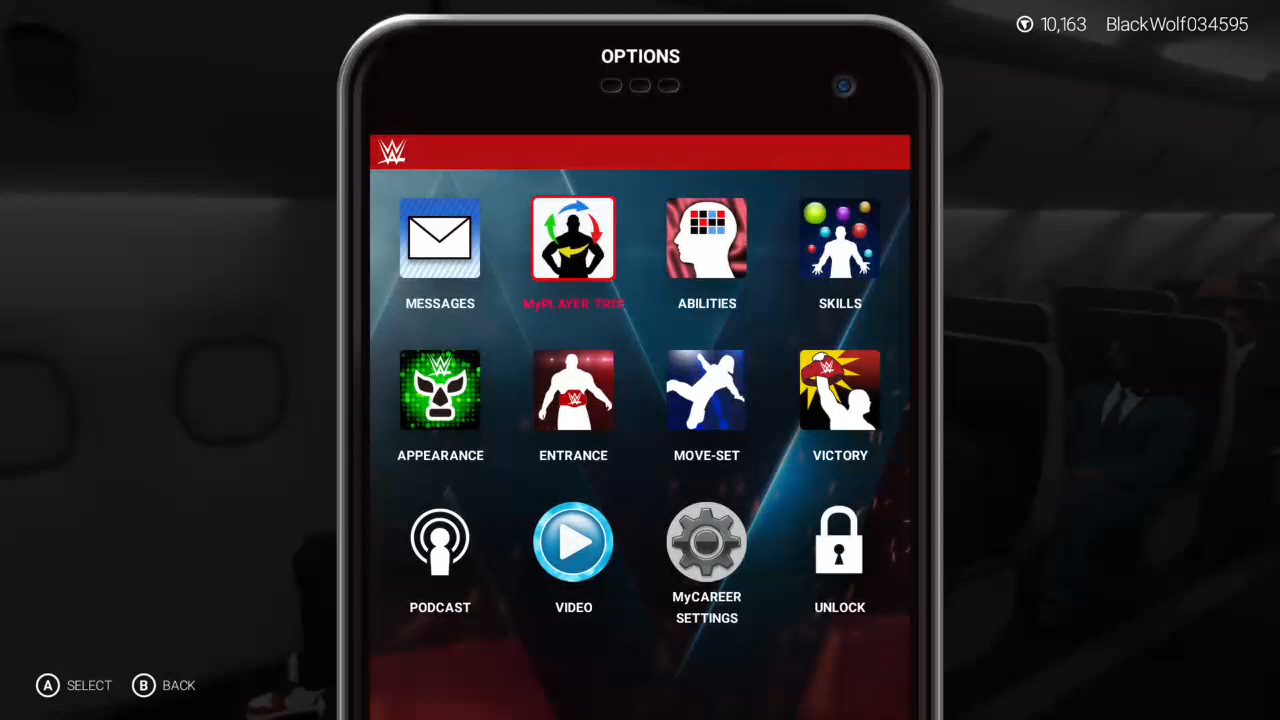 10,163 BlackWolf034595
OPTIONS
MESSAGES
MyPLAYER TREE
ABILITIES
SKILLS
APPEARANCE
ENTRANCE
MOVE-SET
VICTORY
PODCAST
VIDEO
MyCAREER
SETTINGS
UNLOCK
A SELECT B BACK